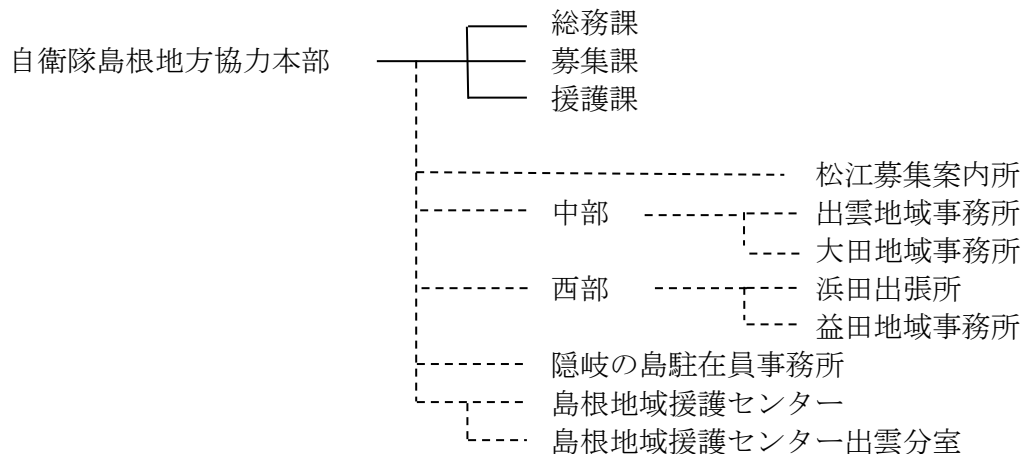 総務課
自衛隊島根地方協力本部 募集課
援護課
松江募集案内所
中部 出雲地域事務所
大田地域事務所
西部 浜田出張所
益田地域事務所
隠岐の島駐在員事務所
島根地域援護センター
島根地域援護センター出雲分室